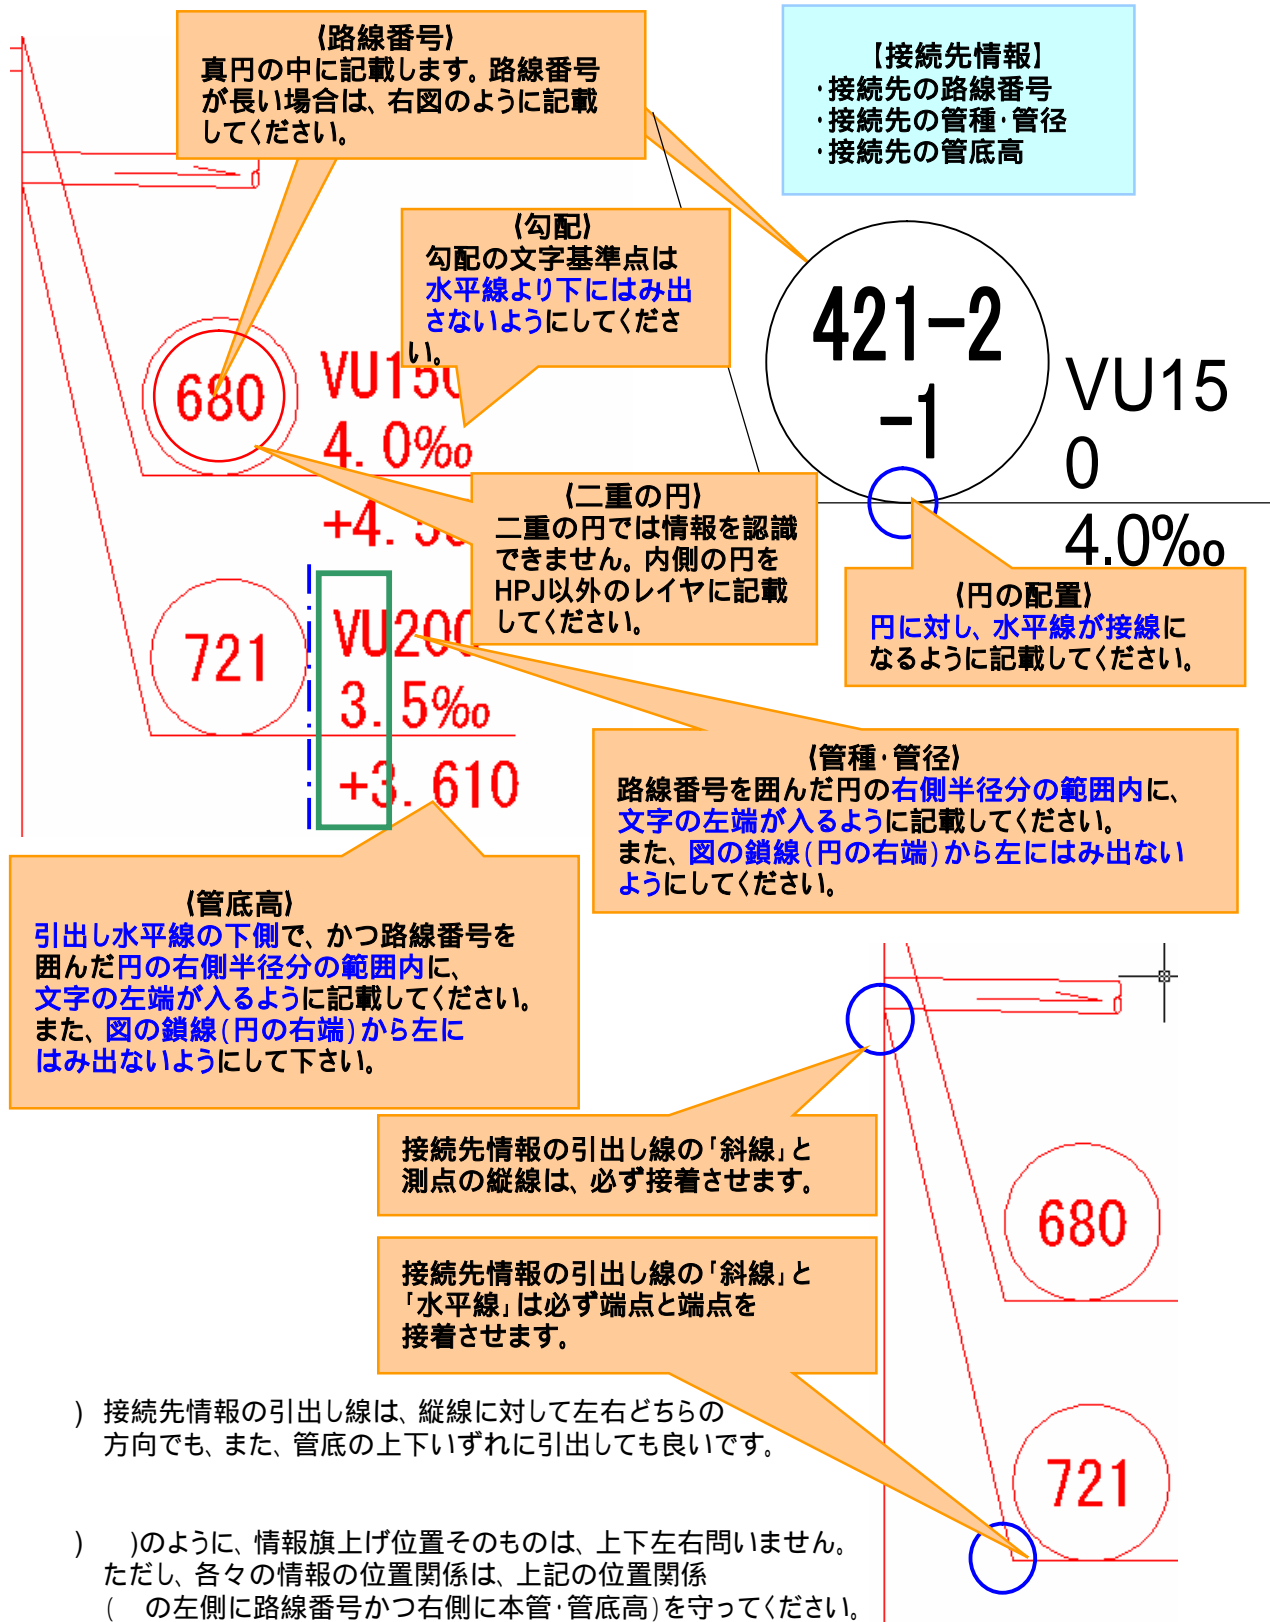 《路線番号》
真円の中に記載します。路線番号
が長い場合は、右図のように記載
してください。
【接続先情報】
・接続先の路線番号
・接続先の管種・管径
・接続先の管底高
《勾配》
勾配の文字基準点は
水平線より下にはみ出
さないようにしてくださ
い。
421-2
-1
VU15
0
4.0‰
680
VU150
4.0‰
《二重の円》
二重の円では情報を認識
できません。内側の円を
HPJ以外のレイヤに記載
してください。
《円の配置》
円に対し、水平線が接線に
なるように記載してください。
721
VU200
3.5‰
+3.610
《管種・管径》
路線番号を囲んだ円の右側半径分の範囲内に、
文字の左端が入るように記載してください。
また、図の鎖線(円の右端)から左にはみ出ない
ようにしてください。
《管底高》
引出し水平線の下側で、かつ路線番号を
囲んだ円の右側半径分の範囲内に、
文字の左端が入るように記載してください。
また、図の鎖線(円の右端)から左に
はみ出ないようにして下さい。
接続先情報の引出し線の「斜線」と
測点の縦線は、必ず接着させます。
680
接続先情報の引出し線の「斜線」と
「水平線」は必ず端点と端点を
接着させます。
721
) 接続先情報の引出し線は、縦線に対して左右どちらの
方向でも、また、管底の上下いずれに引出しても良いです。
) )のように、情報旗上げ位置そのものは、上下左右問いません。
ただし、各々の情報の位置関係は、上記の位置関係
( の左側に路線番号かつ右側に本管・管底高)を守ってください。